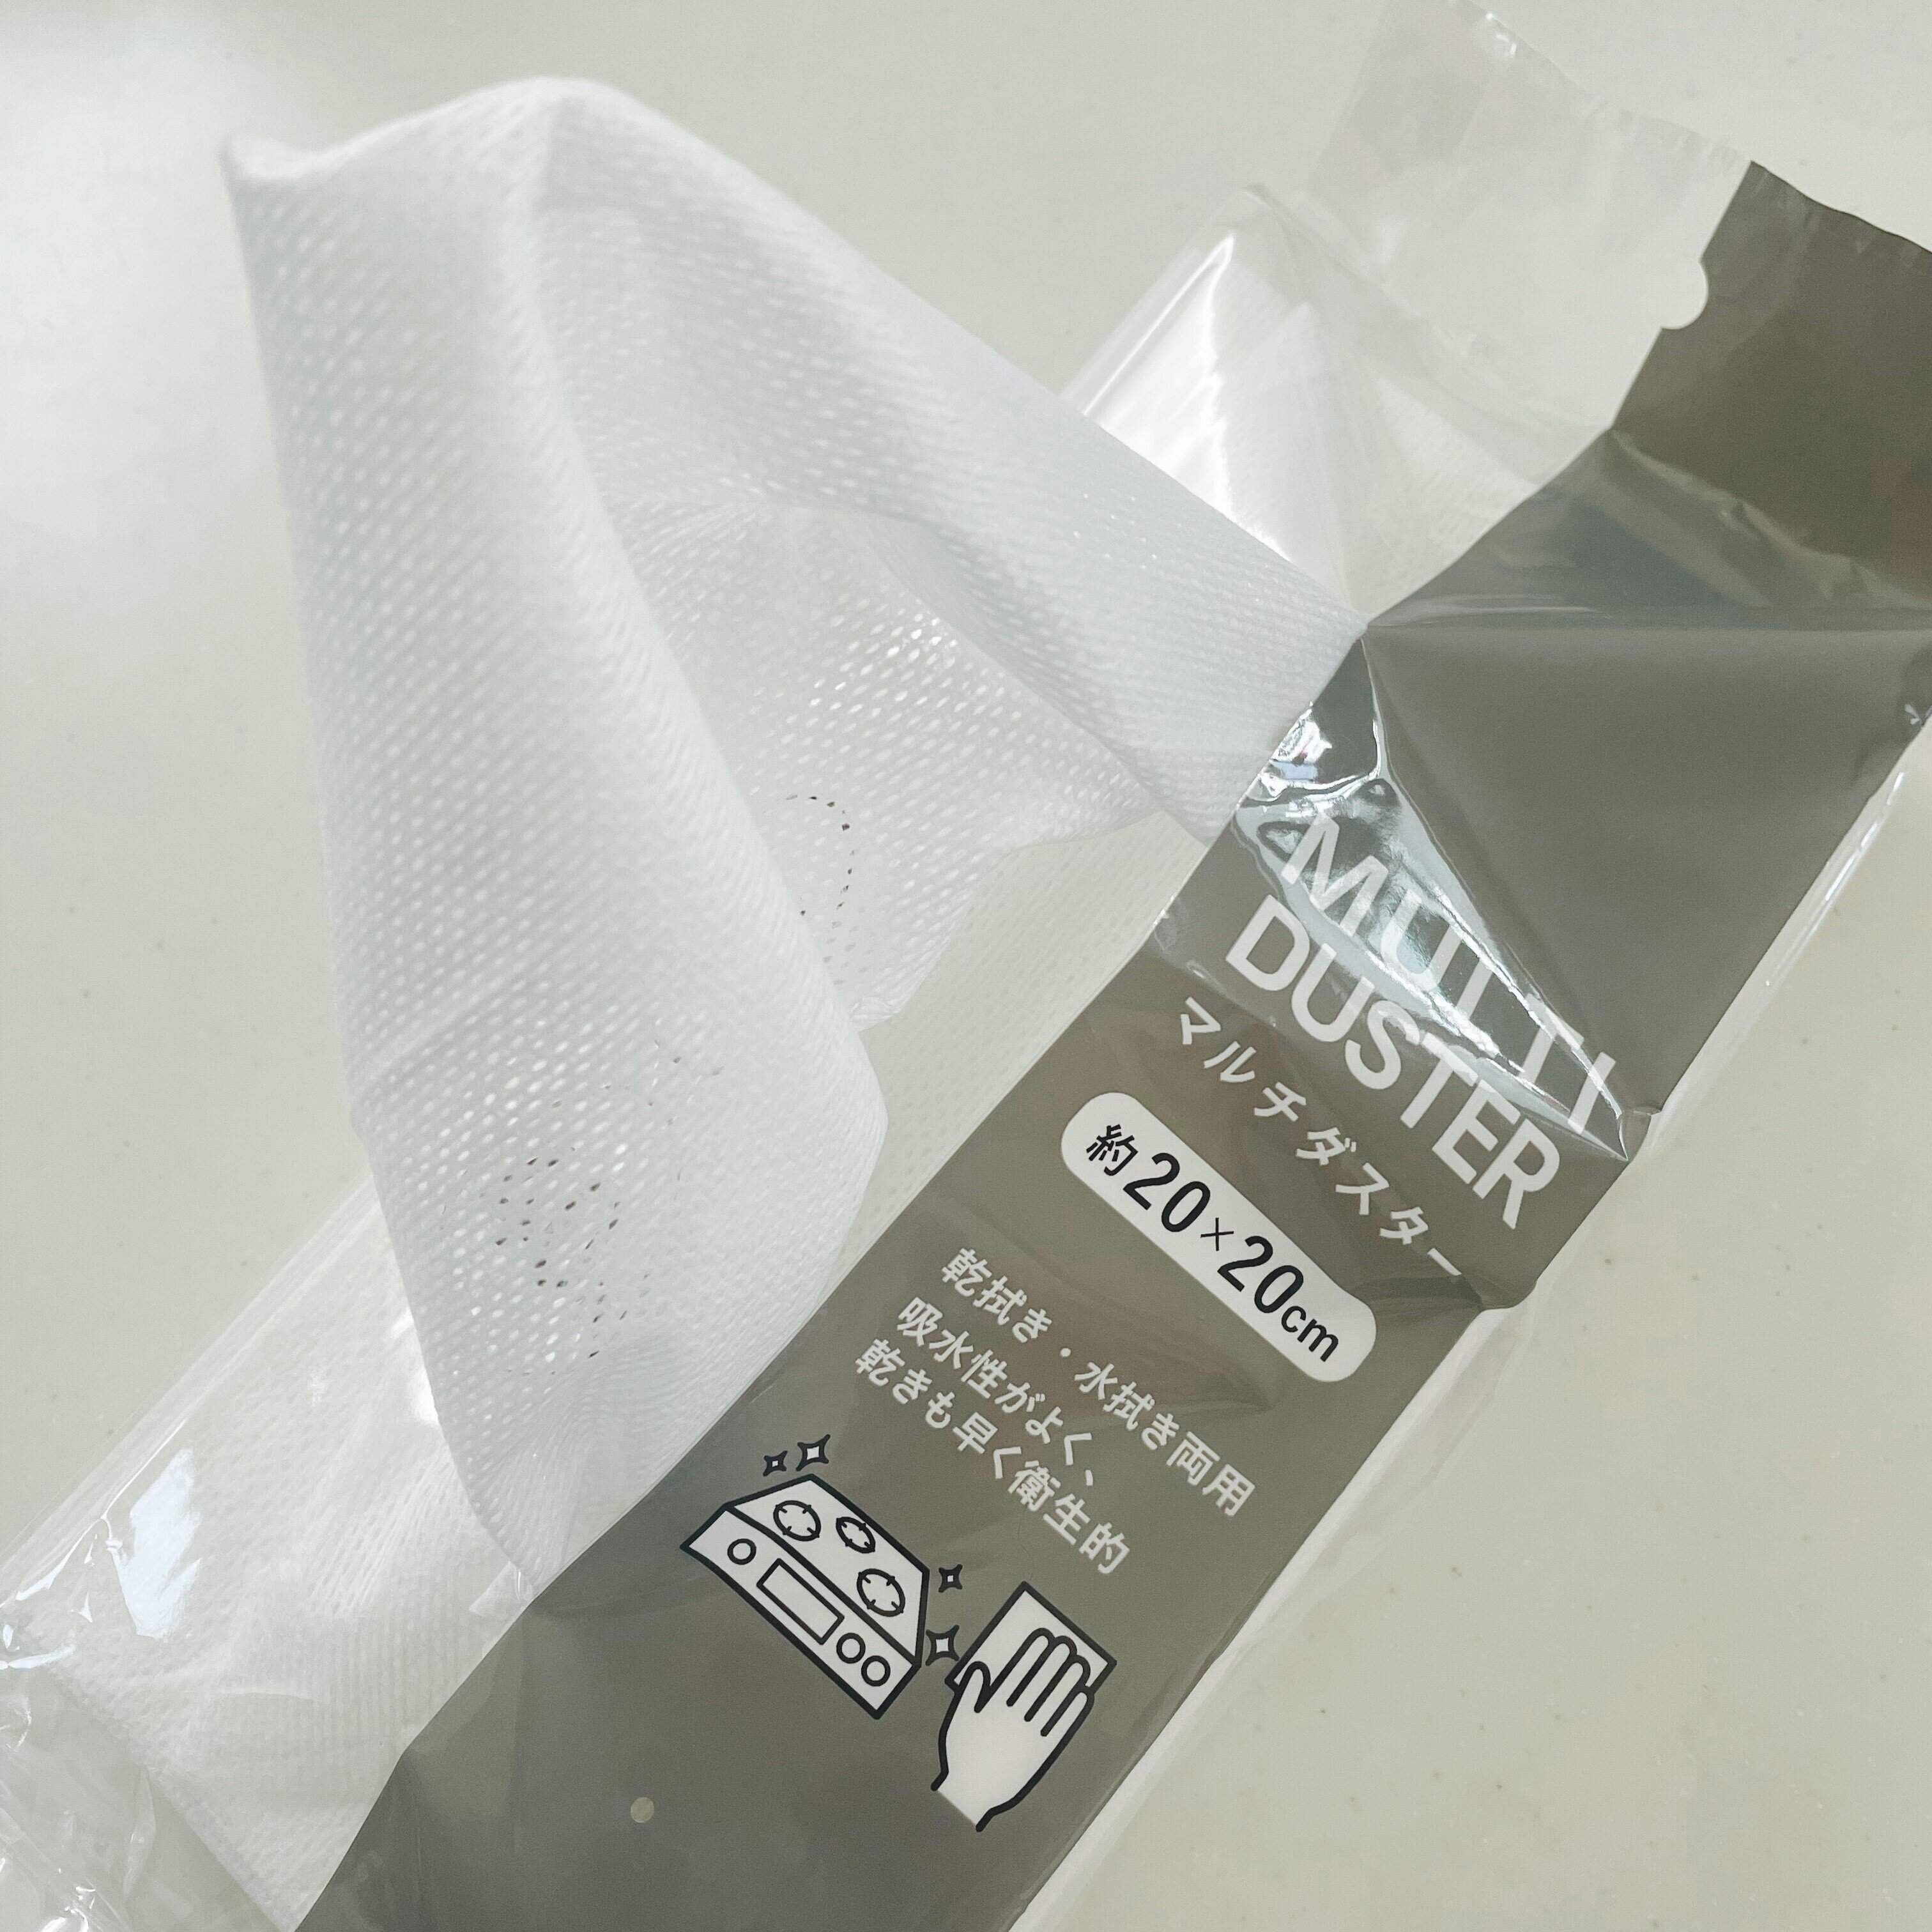 MULTI
DUSTER
マルチダスター
約20×20cm
乾拭き・水拭き両用
吸水性がよく、
乾きも早く衛生的